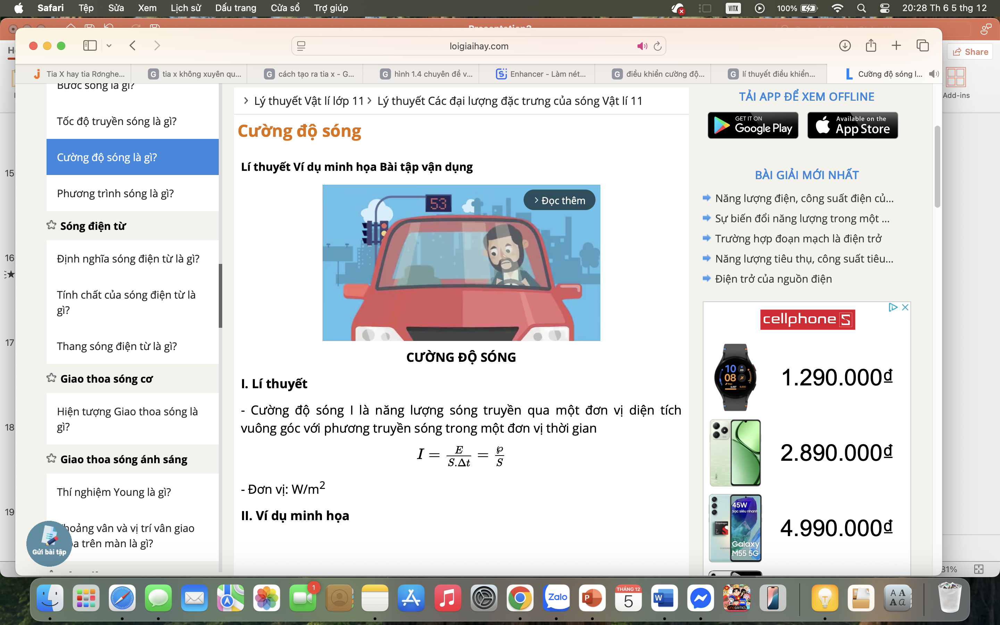 Safari Tệp Sửa Xem Lịch sử Dấu trang Cửa sổ Trợ giúp
VITX 100% 20:28 Th 6 5 thg 12
loigiaihay.com
Share
Tia X hay tia Rơnghe...
tia x không xuyên qu...
cách tạo ra tia x - G...
hình 1.4 chuyên đề v...
Enhancer - Làm nét...
điều khiển cường độ...
lí thuyết điều khiển...
Cường độ sóng l...
Add-ins
15
16
17
18
19
31%
Bước sóng là gì?
Tốc độ truyền sóng là gì?
Cường độ sóng là gì?
Phương trình sóng là gì?
Sóng điện từ
Định nghĩa sóng điện từ là gì?
Tính chất của sóng điện từ là
gì?
Thang sóng điện từ là gì?
Giao thoa sóng cơ
Hiện tượng Giao thoa sóng là
gì?
Giao thoa sóng ánh sáng
Thí nghiệm Young là gì?
hoảng vân và vị trí vân giao
a trên màn là gì?
Gửi bài tập
› Lý thuyết Vật lí lớp 11 › Lý thuyết Các đại lượng đặc trưng của sóng Vật lí 11
Cường độ sóng
Lí thuyết Ví dụ minh họa Bài tập vận dụng
53
› Đọc thêm
CƯỜNG ĐỘ SÓNG
I. Lí thuyết
- Cường độ sóng I là năng lượng sóng truyền qua một đơn vị diện tích
vuông góc với phương truyền sóng trong một đơn vị thời gian
I = E/S.Δt = ℘/S
- Đơn vị: W/m²
II. Ví dụ minh họa
TẢI APP ĐỂ XEM OFFLINE
GET IT ON
Google Play
Available on the
App Store
BÀI GIẢI MỚI NHẤT
Năng lượng điện, công suất điện củ...
Sự biến đổi năng lượng trong một ...
Trường hợp đoạn mạch là điện trở
Năng lượng tiêu thụ, công suất tiêu...
Điện trở của nguồn điện
cellphoneS
10
08
1.290.000₫
2.890.000₫
45W
Sạc siêu nhanh
Snapdragon
7
Galaxy
M55 5G
4.990.000₫
1
Zalo
P
THÁNG 12
5
W
VNGGAMES